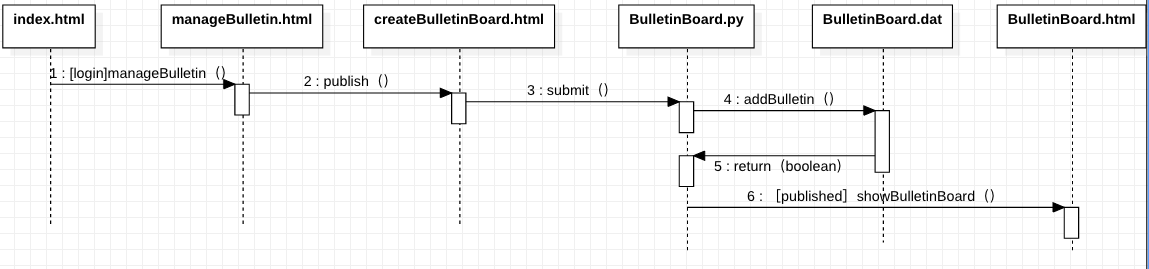 index.html
manageBulletin.html
createBulletinBoard.html
BulletinBoard.py
BulletinBoard.dat
BulletinBoard.html
1 : [login]manageBulletin（）
2 : publish（）
3 : submit（）
4 : addBulletin（）
5 : return（boolean）
6 : ［published］showBulletinBoard（）